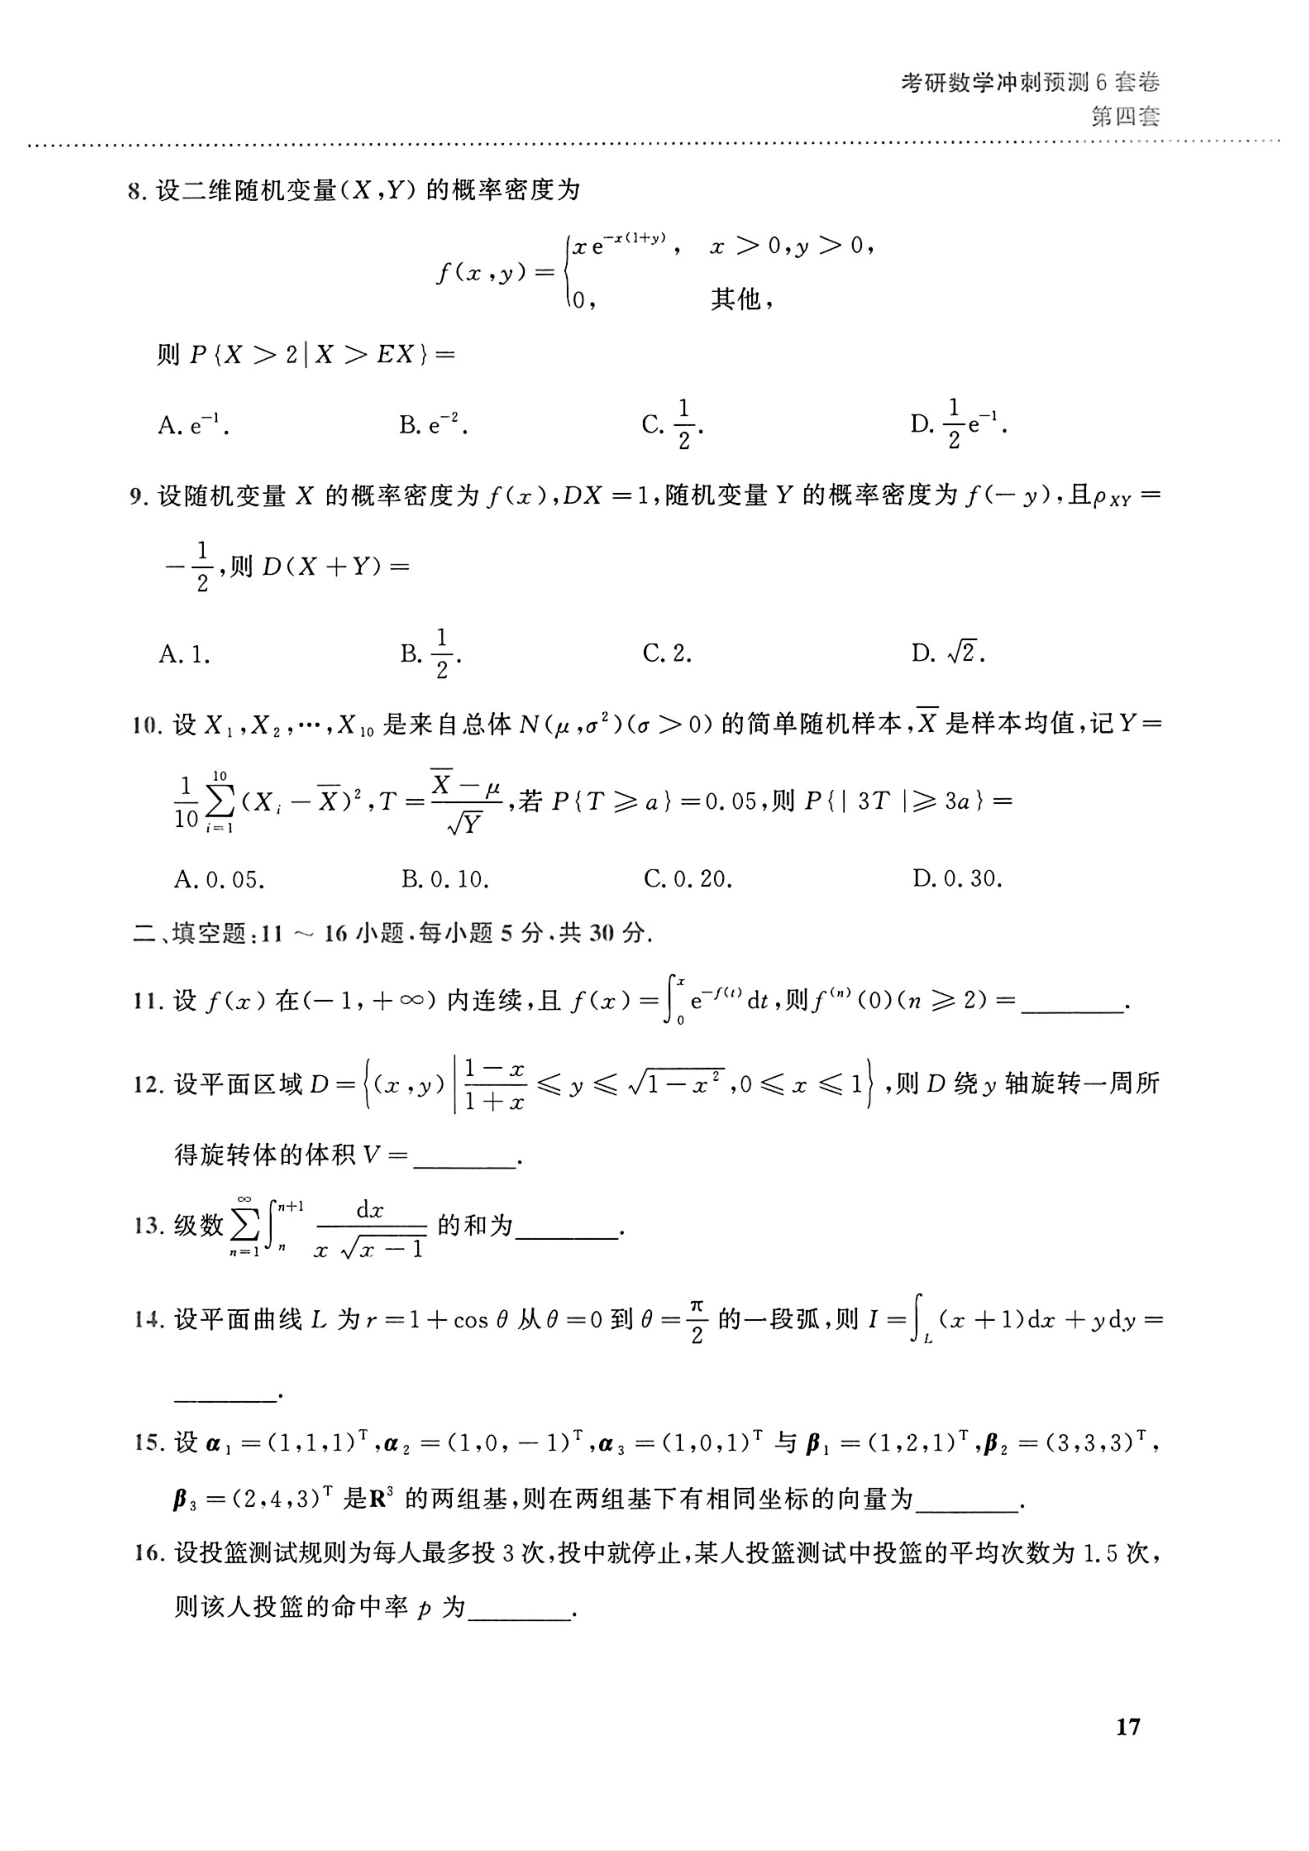 考研数学冲刺预测6套卷
第四套
8. 设二维随机变量(X,Y) 的概率密度为
f(x,y)={xe^{-x(1+y)}, x>0,y>0,
0, 其他,
则 P{X>2|X>EX}=
A. e^{-1}. B. e^{-2}. C. 1/2. D. 1/2 e^{-1}.
9. 设随机变量 X 的概率密度为 f(x),DX=1,随机变量 Y 的概率密度为 f(-y),且ρ_{XY}=
-1/2,则 D(X+Y)=
A. 1. B. 1/2. C. 2. D. √2.
10. 设 X_1,X_2,⋯,X_{10} 是来自总体 N(μ,σ²)(σ>0) 的简单随机样本,X̄ 是样本均值,记Y=
1/10 ∑_{i=1}^{10}(X_i-X̄)²,T=(X̄-μ)/√Y,若 P{T≥a}=0.05,则 P{|3T|≥3a}=
A. 0.05. B. 0.10. C. 0.20. D. 0.30.
二、填空题:11～16小题,每小题5分,共30分.
11. 设 f(x) 在(-1,+∞) 内连续,且 f(x)=∫_0^x e^{-f(t)}dt,则f^{(n)}(0)(n≥2)=________.
12. 设平面区域D={(x,y)|(1-x)/(1+x)≤y≤√(1-x²),0≤x≤1},则 D 绕y 轴旋转一周所
得旋转体的体积V=________.
13. 级数∑_{n=1}^∞∫_n^{n+1} dx/(x√(x-1)) 的和为________.
14. 设平面曲线 L 为r=1+cos θ 从θ=0 到θ=π/2 的一段弧,则 I=∫_L(x+1)dx+ydy=
________.
15. 设 α_1=(1,1,1)^T,α_2=(1,0,-1)^T,α_3=(1,0,1)^T 与 β_1=(1,2,1)^T,β_2=(3,3,3)^T,
β_3=(2,4,3)^T 是R³ 的两组基,则在两组基下有相同坐标的向量为________.
16. 设投篮测试规则为每人最多投3次,投中就停止,某人投篮测试中投篮的平均次数为1.5次,
则该人投篮的命中率 p 为________.
17